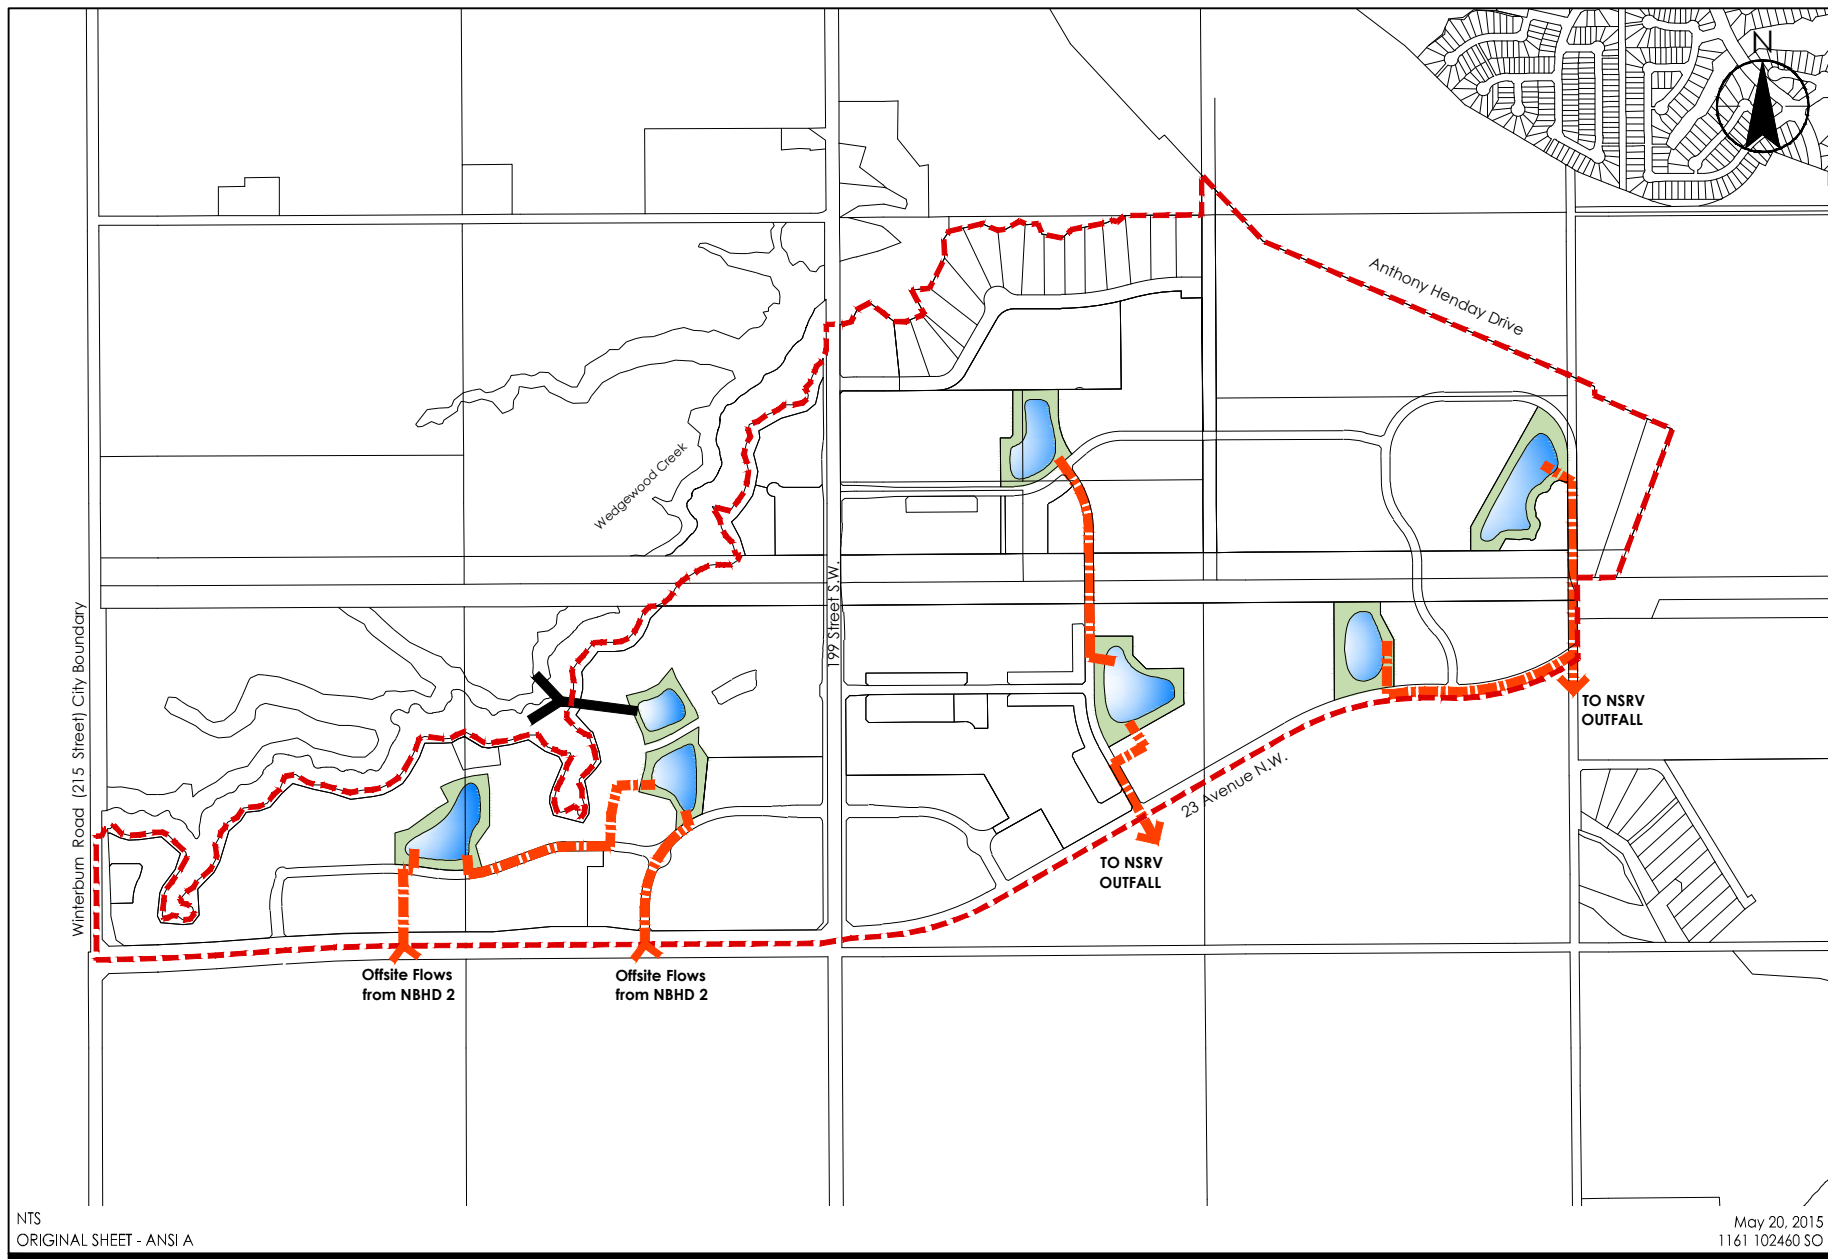 N
Anthony Henday Drive
Wedgewood Creek
199 Street S.W.
Winterburn Road (215 Street) City Boundary
TO NSRV
OUTFALL
23 Avenue N.W.
TO NSRV
OUTFALL
Offsite Flows
from NBHD 2
Offsite Flows
from NBHD 2
NTS
ORIGINAL SHEET - ANSI A
May 20, 2015
1161 102460 SO